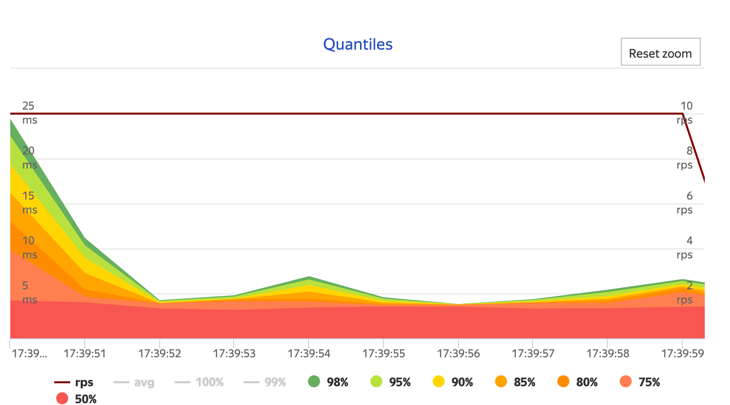 Quantiles
Reset zoom
25 ms
10 rps
20 ms
8 rps
15 ms
6 rps
10 ms
4 rps
5 ms
2 rps
17:39... 17:39:51 17:39:52 17:39:53 17:39:54 17:39:55 17:39:56 17:39:57 17:39:58 17:39:59
rps avg 100% 99% 98% 95% 90% 85% 80% 75%
50%